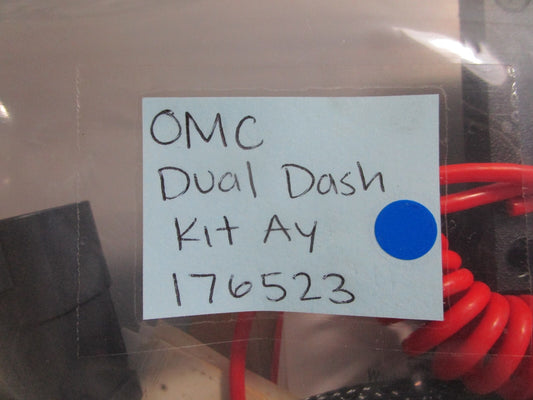 OMC
Dual Dash
Kit Ay
176523